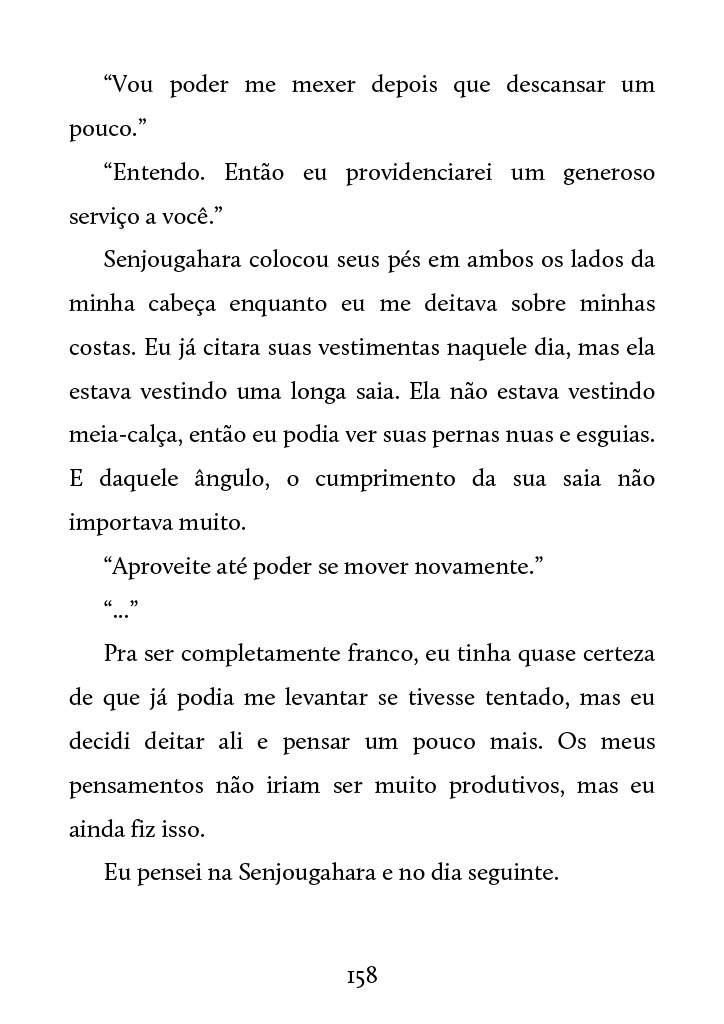 “Vou poder me mexer depois que descansar um
pouco.”
“Entendo. Então eu providenciarei um generoso
serviço a você.”
Senjougahara colocou seus pés em ambos os lados da
minha cabeça enquanto eu me deitava sobre minhas
costas. Eu já citara suas vestimentas naquele dia, mas ela
estava vestindo uma longa saia. Ela não estava vestindo
meia-calça, então eu podia ver suas pernas nuas e esguias.
E daquele ângulo, o cumprimento da sua saia não
importava muito.
“Aproveite até poder se mover novamente.”
“...”
Pra ser completamente franco, eu tinha quase certeza
de que já podia me levantar se tivesse tentado, mas eu
decidi deitar ali e pensar um pouco mais. Os meus
pensamentos não iriam ser muito produtivos, mas eu
ainda fiz isso.
Eu pensei na Senjougahara e no dia seguinte.
158